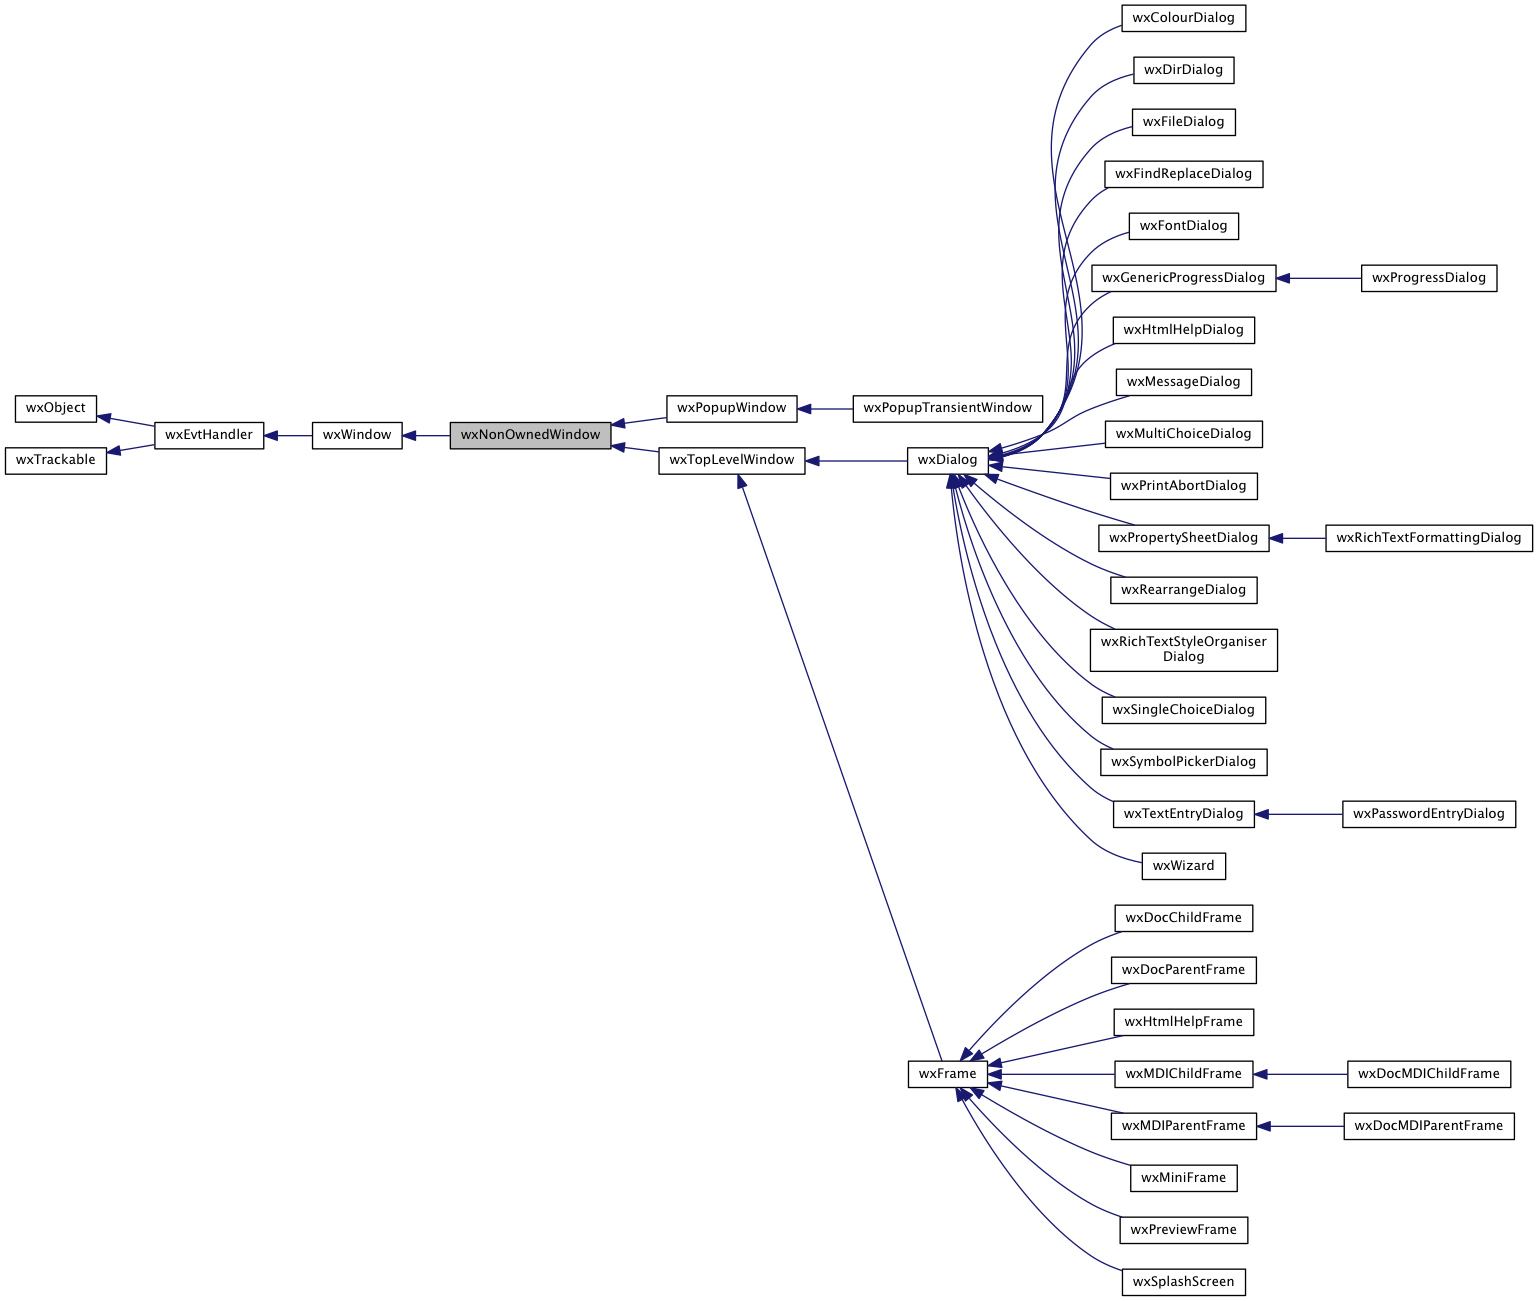 wxColourDialog
wxDirDialog
wxFileDialog
wxFindReplaceDialog
wxFontDialog
wxGenericProgressDialog
wxProgressDialog
wxHtmlHelpDialog
wxMessageDialog
wxObject
wxPopupWindow
wxPopupTransientWindow
wxEvtHandler
wxWindow
wxNonOwnedWindow
wxMultiChoiceDialog
wxTrackable
wxTopLevelWindow
wxDialog
wxPrintAbortDialog
wxPropertySheetDialog
wxRichTextFormattingDialog
wxRearrangeDialog
wxRichTextStyleOrganiser
Dialog
wxSingleChoiceDialog
wxSymbolPickerDialog
wxTextEntryDialog
wxPasswordEntryDialog
wxWizard
wxDocChildFrame
wxDocParentFrame
wxHtmlHelpFrame
wxFrame
wxMDIChildFrame
wxDocMDIChildFrame
wxMDIParentFrame
wxDocMDIParentFrame
wxMiniFrame
wxPreviewFrame
wxSplashScreen